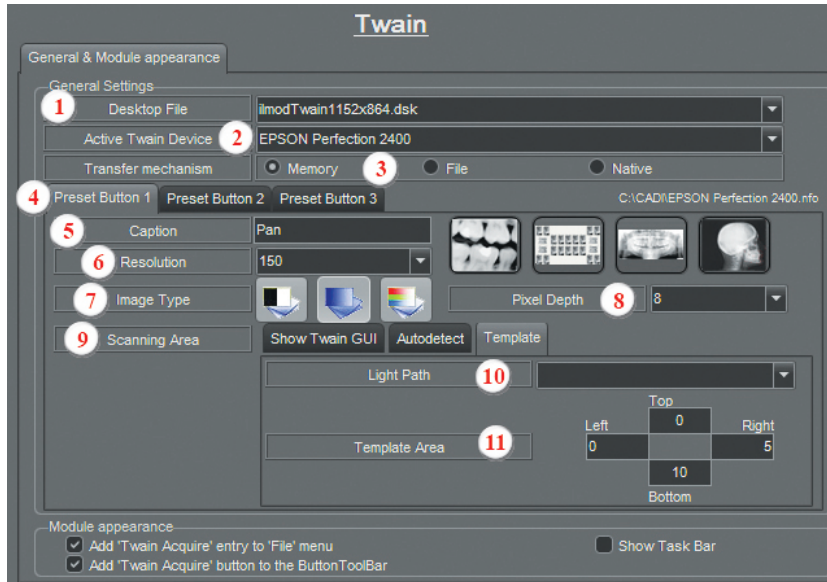 Twain
General & Module appearance
General Settings
1 Desktop File ilmodTwain1152x864.dsk
Active Twain Device 2 EPSON Perfection 2400
Transfer mechanism Memory 3 File Native
4 Preset Button 1 Preset Button 2 Preset Button 3 C:\CADI\EPSON Perfection 2400.nfo
5 Caption Pan
6 Resolution 150
7 Image Type Pixel Depth 8 8
9 Scanning Area Show Twain GUI Autodetect Template
Light Path 10
Top
Left 0 Right
Template Area 11 0 5
10
Bottom
Module appearance
Add 'Twain Acquire' entry to 'File' menu Show Task Bar
Add 'Twain Acquire' button to the ButtonToolBar